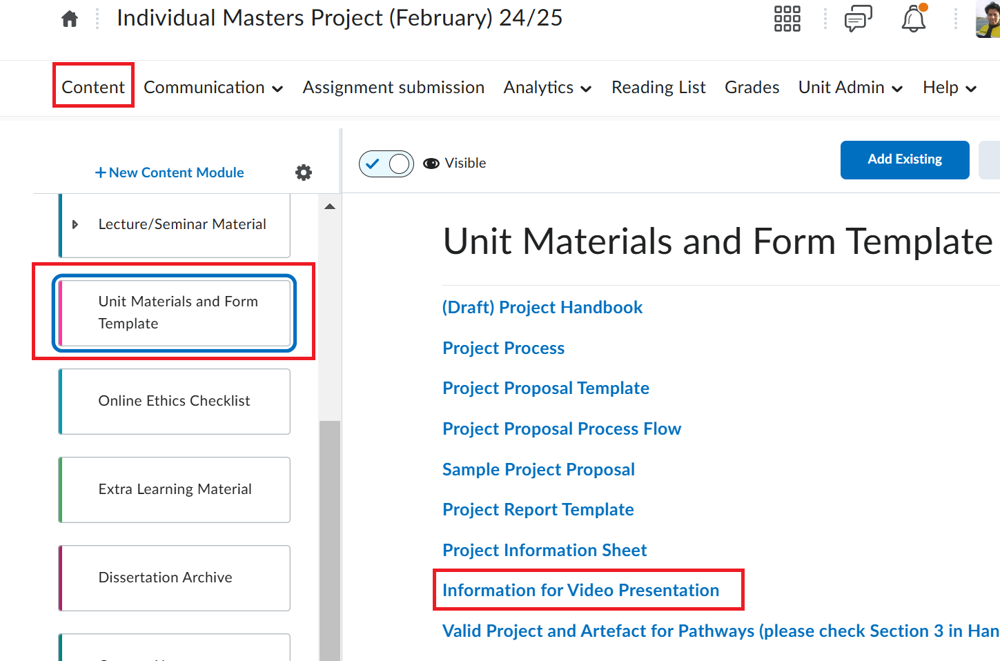 Individual Masters Project (February) 24/25
Content Communication Assignment submission Analytics Reading List Grades Unit Admin Help
New Content Module
Visible
Add Existing
Lecture/Seminar Material
Unit Materials and Form
Template
Online Ethics Checklist
Extra Learning Material
Dissertation Archive
Unit Materials and Form Template
(Draft) Project Handbook
Project Process
Project Proposal Template
Project Proposal Process Flow
Sample Project Proposal
Project Report Template
Project Information Sheet
Information for Video Presentation
Valid Project and Artefact for Pathways (please check Section 3 in Han